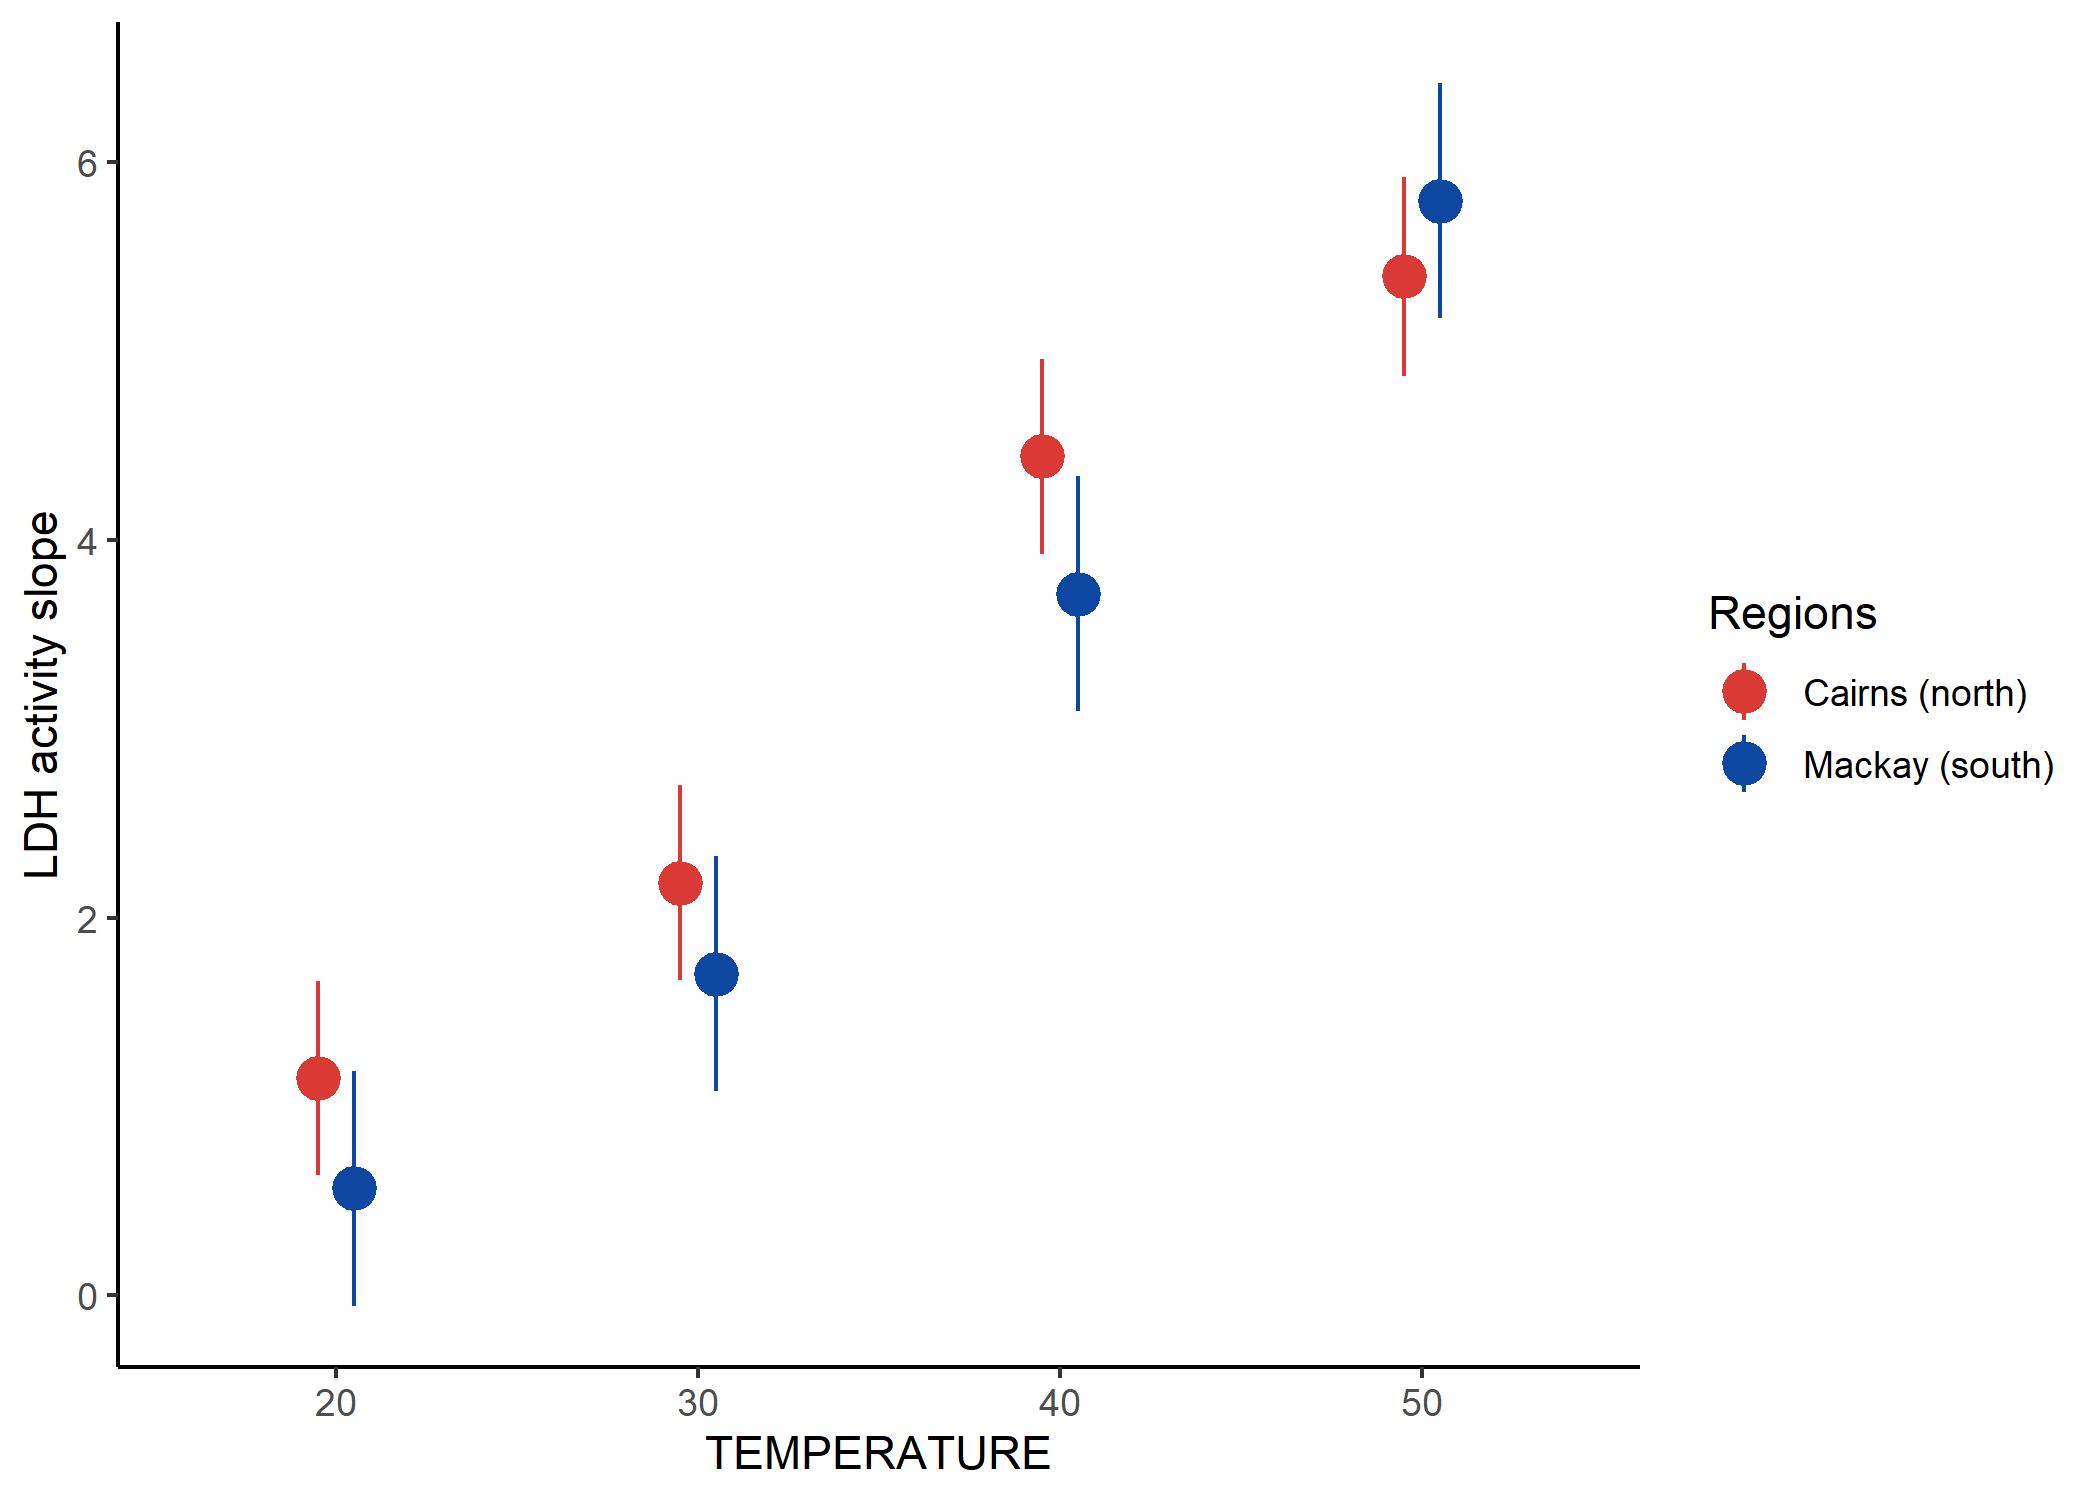 LDH activity slope
6
4
2
0
20 30 40 50
TEMPERATURE
Regions
Cairns (north)
Mackay (south)